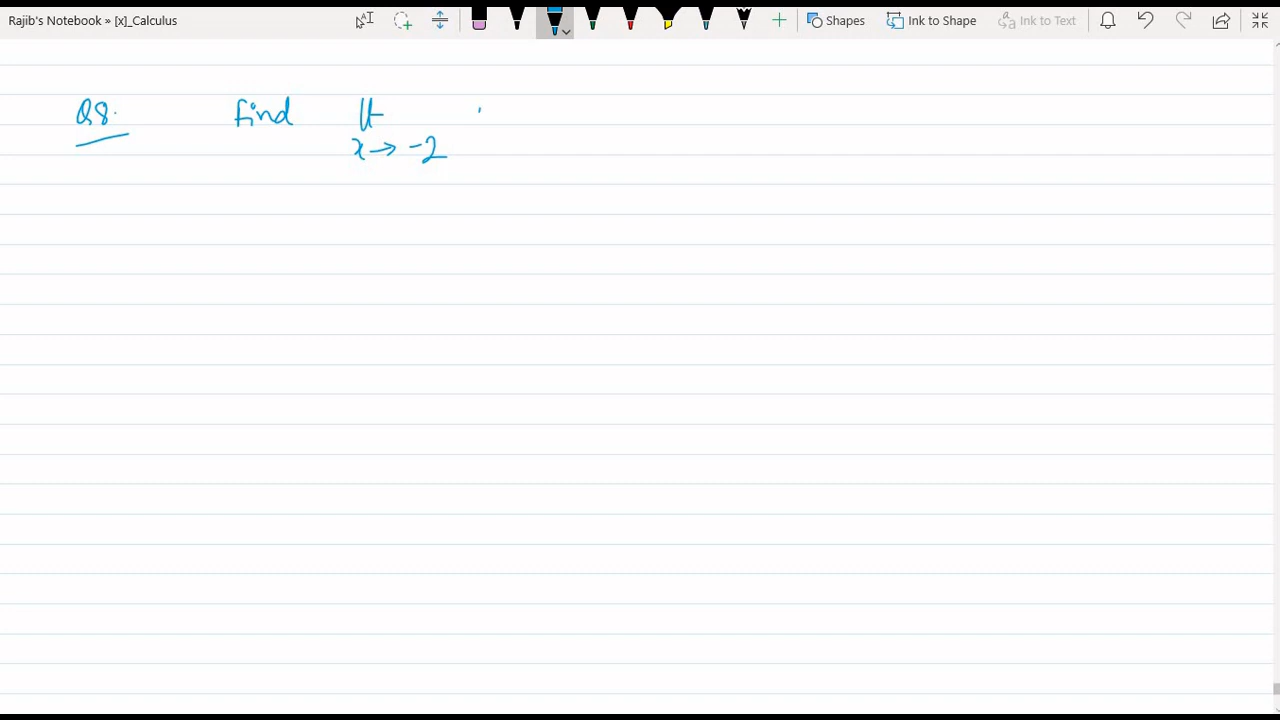 Rajib's Notebook » [x]_Calculus
Shapes
Ink to Shape
Ink to Text
Q8. find lt
x → -2